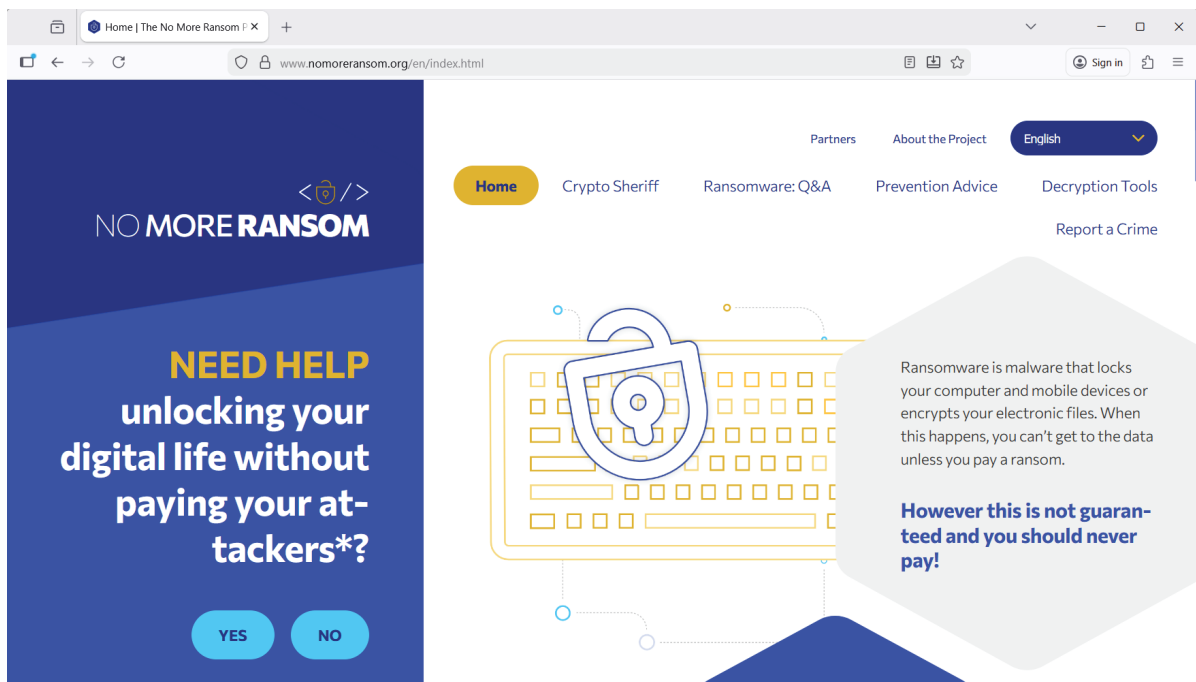 Home | The No More Ransom P
www.nomoreransom.org/en/index.html
Sign in
Partners
About the Project
English
Home
Crypto Sheriff
Ransomware: Q&A
Prevention Advice
Decryption Tools
Report a Crime
< />
NO MORE RANSOM
NEED HELP
unlocking your
digital life without
paying your at-
tackers*?
YES
NO
Ransomware is malware that locks
your computer and mobile devices or
encrypts your electronic files. When
this happens, you can’t get to the data
unless you pay a ransom.
However this is not guaran-
teed and you should never
pay!